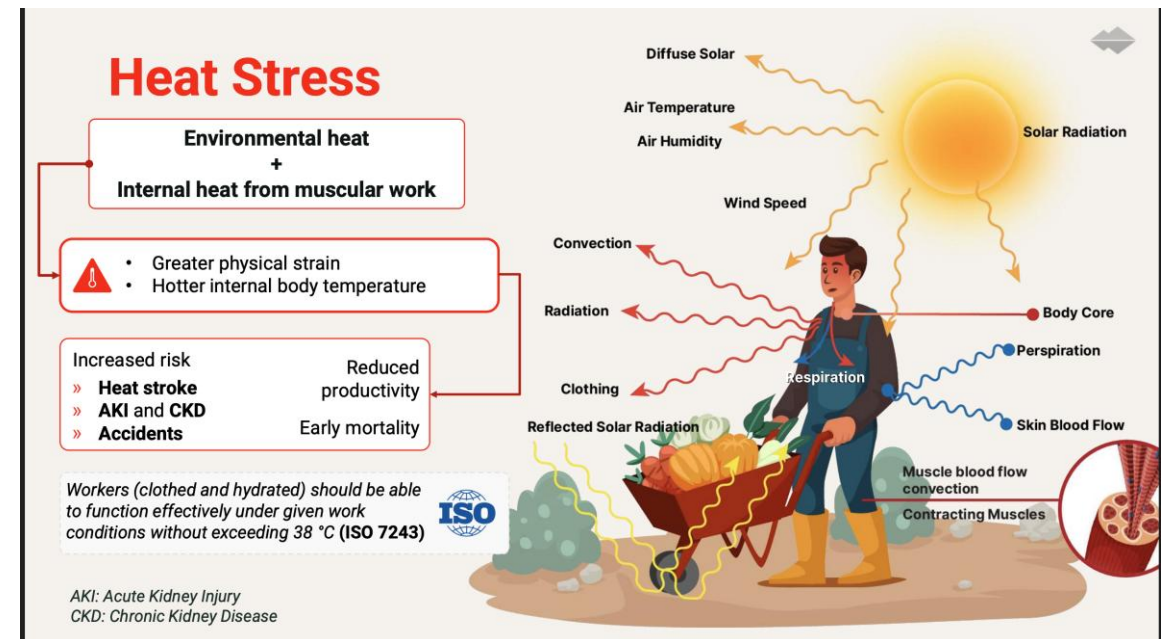 Heat Stress
Environmental heat
+
Internal heat from muscular work
• Greater physical strain
• Hotter internal body temperature
Increased risk
» Heat stroke
» AKI and CKD
» Accidents
Reduced
productivity
Early mortality
Workers (clothed and hydrated) should be able
to function effectively under given work
conditions without exceeding 38 °C (ISO 7243)
ISO
AKI: Acute Kidney Injury
CKD: Chronic Kidney Disease
Diffuse Solar
Air Temperature
Air Humidity
Solar Radiation
Wind Speed
Convection
Radiation
Body Core
Perspiration
Respiration
Clothing
Skin Blood Flow
Reflected Solar Radiation
Muscle blood flow
convection
Contracting Muscles